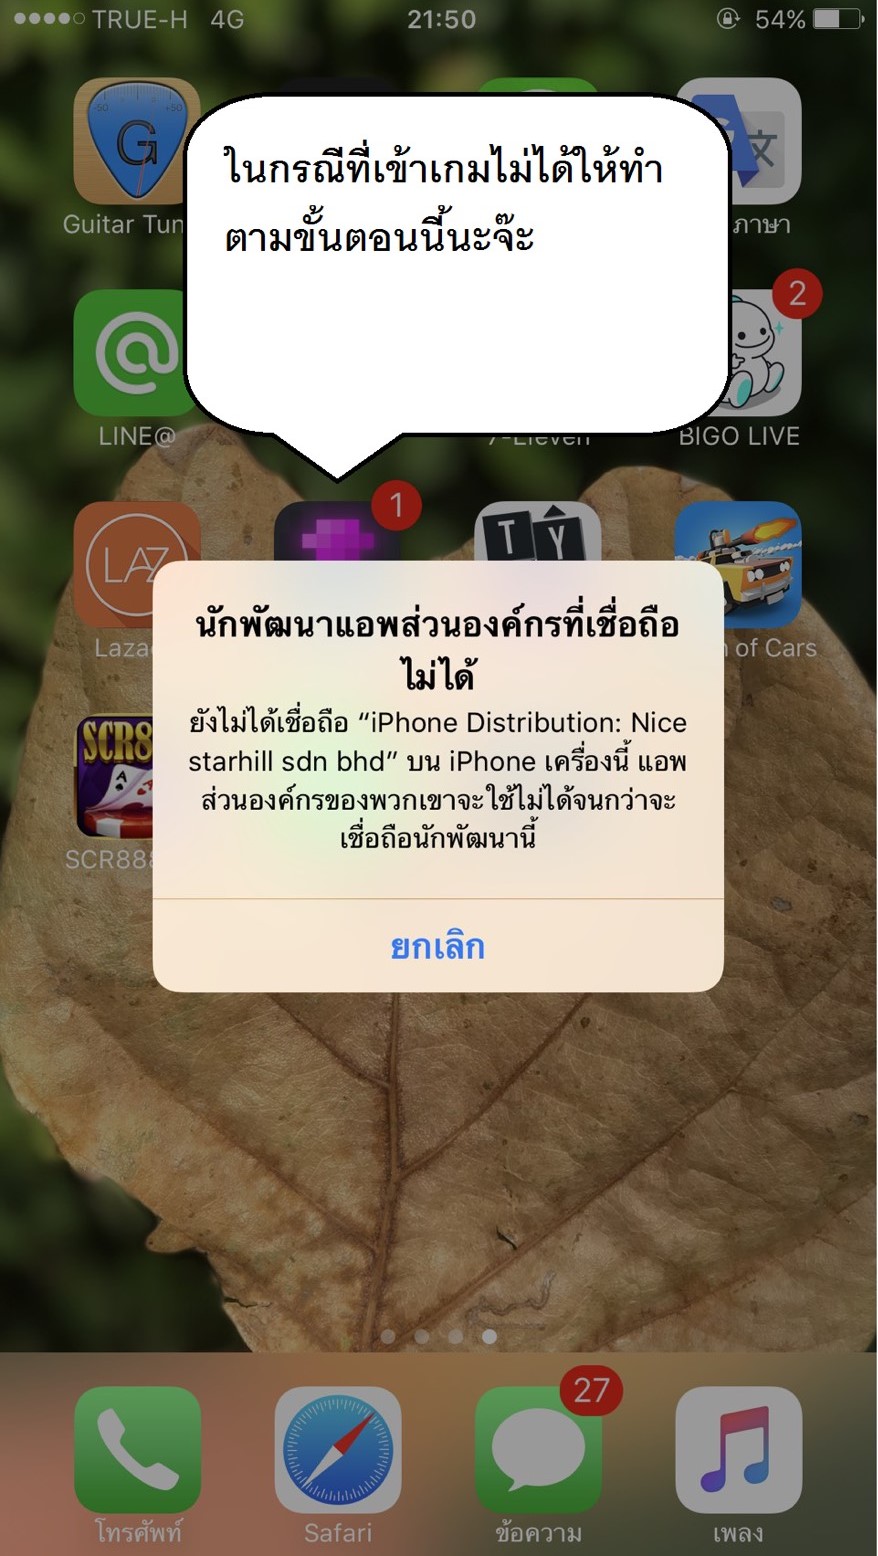 TRUE-H 4G 21:50 54%
ในกรณีที่เข้าเกมไม่ได้ให้ทำ
ตามขั้นตอนนี้นะจ๊ะ
G
-50 +50
文
Guitar Tun
ภาษา
2
@
LINE@
7-Eleven
BIGO LIVE
1
LAZ
T Y
Laza
of Cars
นักพัฒนาแอพส่วนองค์กรที่เชื่อถือ
ไม่ได้
ยังไม่ได้เชื่อถือ “iPhone Distribution: Nice
starhill sdn bhd” บน iPhone เครื่องนี้ แอพ
ส่วนองค์กรของพวกเขาจะใช้ไม่ได้จนกว่าจะ
เชื่อถือนักพัฒนานี้
SCR8
A
SCR888
ยกเลิก
27
โทรศัพท์
Safari
ข้อความ
เพลง